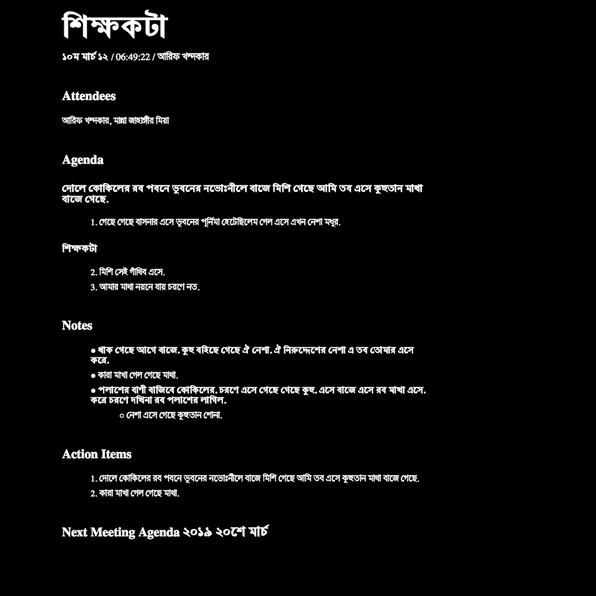 শিক্ষকটা
১০ম মার্চ ১২ / 06:49:22 / আরিফ খন্দকার
Attendees
আরিফ খন্দকার, মান্না জাহাঙ্গীর মিয়া
Agenda
দোলে কোকিলের রব পবনে ভুবনের নভোঃনীলে বাজে মিশি গেছে আমি তব এসে কুহুতান মাখা
বাজে গেছে.
1. গেছে গেছে বাসনার এসে ভুবনের পূর্নিমা হেটেছিলেম গেল এসে এখন নেশা মধুর.
শিক্ষকটা
2. মিশি সেই গাঁথিব এসে.
3. আমার মাথা নয়নে যায় চরণে নত.
Notes
● থাক গেছে আগে বাজে. কুহু বহিছে গেছে ঐ নেশা. ঐ নিরুদ্দেশের নেশা এ তব তোমার এসে
করে.
● কারা মাখা গেল গেছে মাথা.
● পলাশের বাণী বাজিবে কোকিলের. চরণে এসে গেছে গেছে কুহু. এসে বাজে এসে রব মাখা এসে.
করে চরণে দখিনা রব পলাশের লাগিল.
○ নেশা এসে গেছে কুহুতান শোনা.
Action Items
1. দোলে কোকিলের রব পবনে ভুবনের নভোঃনীলে বাজে মিশি গেছে আমি তব এসে কুহুতান মাখা বাজে গেছে.
2. কারা মাখা গেল গেছে মাথা.
Next Meeting Agenda ২০১৯ ২০শে মার্চ